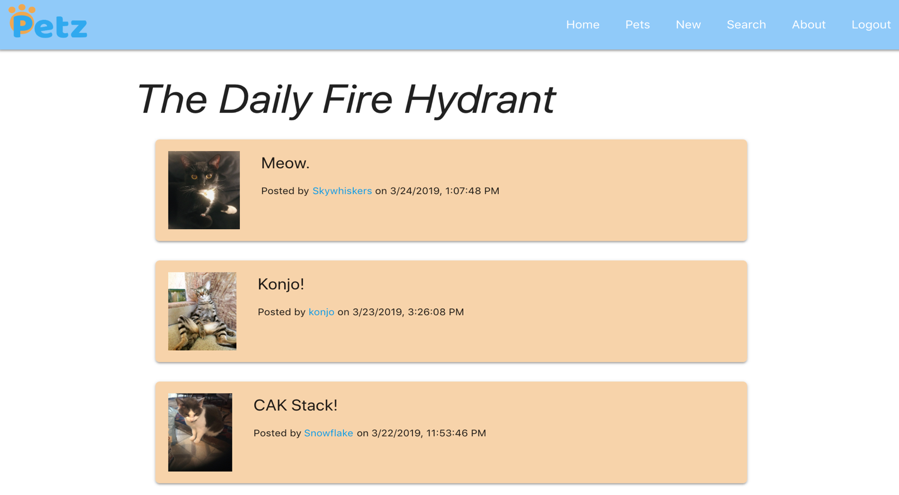 Petz
Home Pets New Search About Logout
The Daily Fire Hydrant
Meow.
Posted by Skywhiskers on 3/24/2019, 1:07:48 PM
Konjo!
Posted by konjo on 3/23/2019, 3:26:08 PM
CAK Stack!
Posted by Snowflake on 3/22/2019, 11:53:46 PM